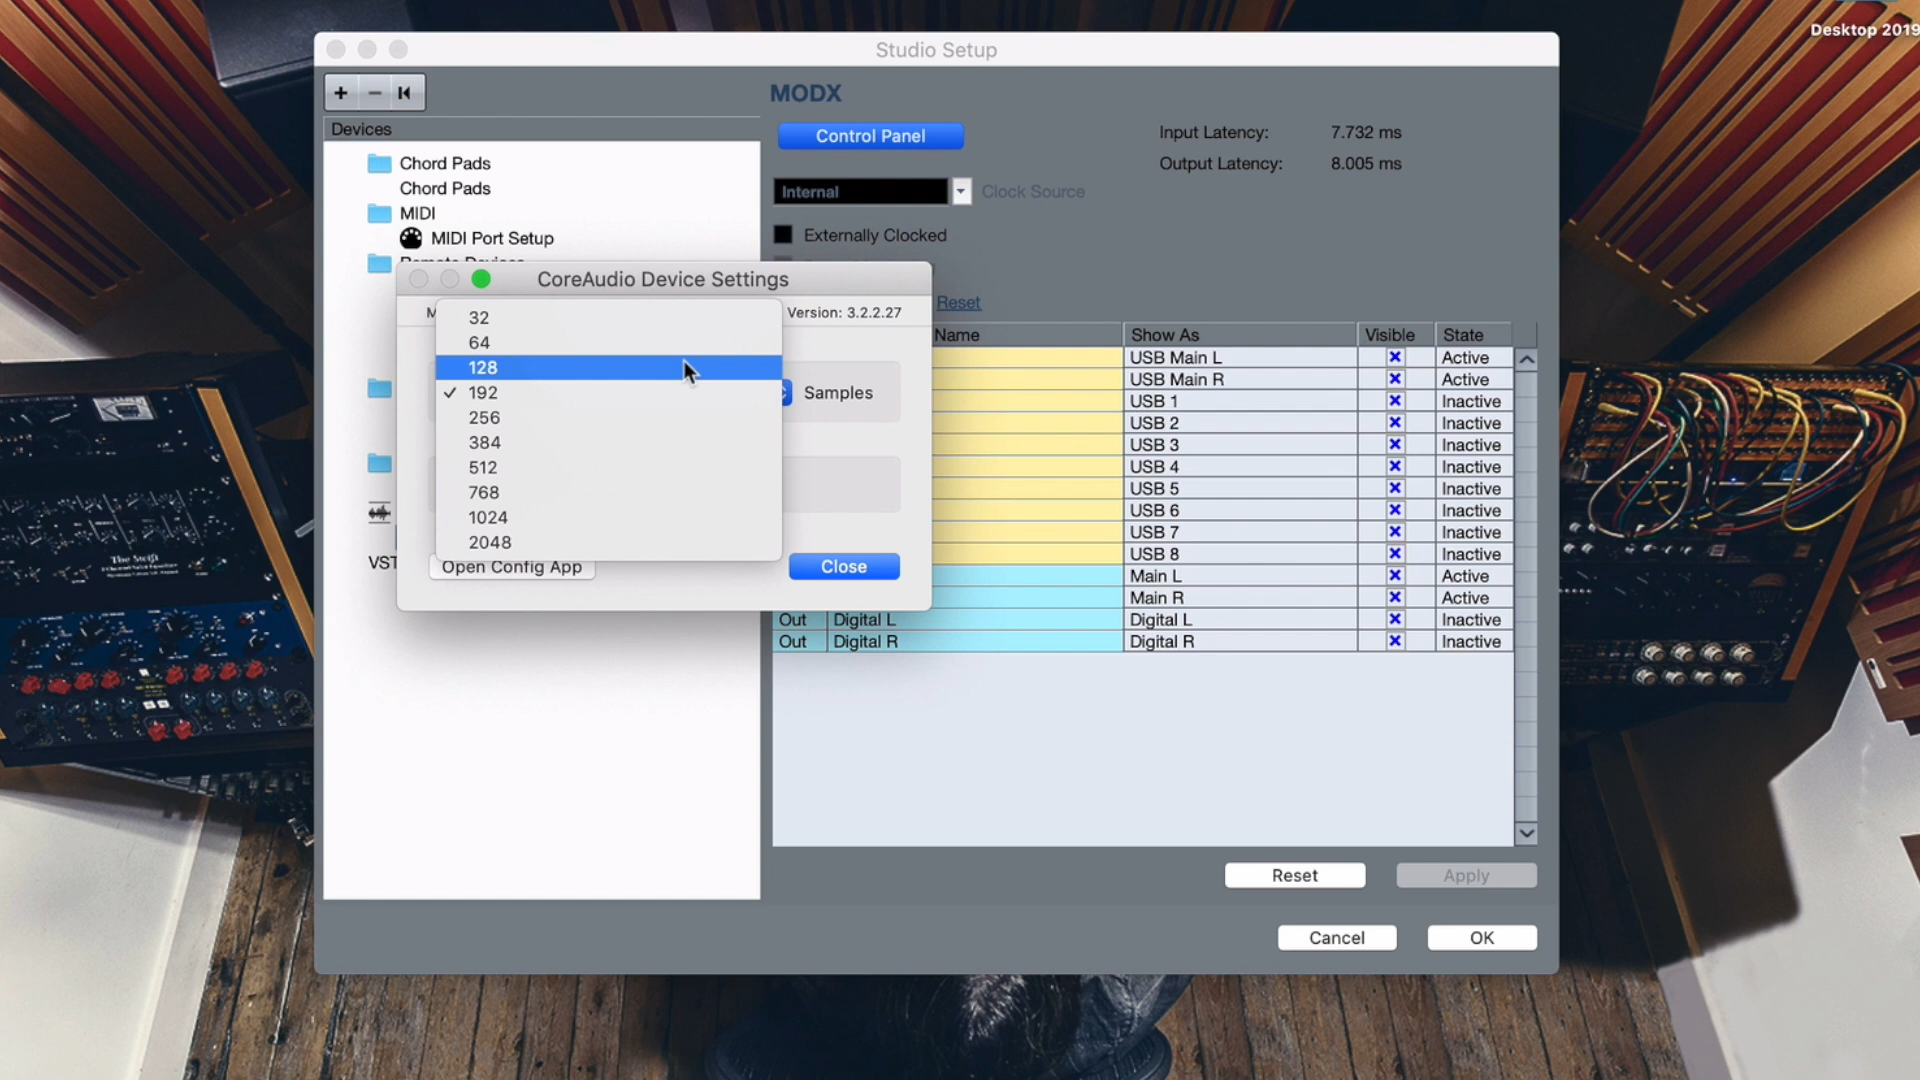 Desktop 2019
Studio Setup
+ −
Devices
Chord Pads
Chord Pads
MIDI
MIDI Port Setup
Remote Devices
VST
MODX
Control Panel
Input Latency: 7.732 ms
Output Latency: 8.005 ms
Internal Clock Source
Externally Clocked
Reset
CoreAudio Device Settings
M
Version: 3.2.2.27
32
64
128
✓ 192
256
384
512
768
1024
2048
Samples
Open Config App
Close
Name Show As Visible State
USB Main L Active
USB Main R Active
USB 1 Inactive
USB 2 Inactive
USB 3 Inactive
USB 4 Inactive
USB 5 Inactive
USB 6 Inactive
USB 7 Inactive
USB 8 Inactive
Main L Active
Main R Active
Out Digital L Digital L Inactive
Out Digital R Digital R Inactive
Reset
Apply
Cancel
OK
The Swift